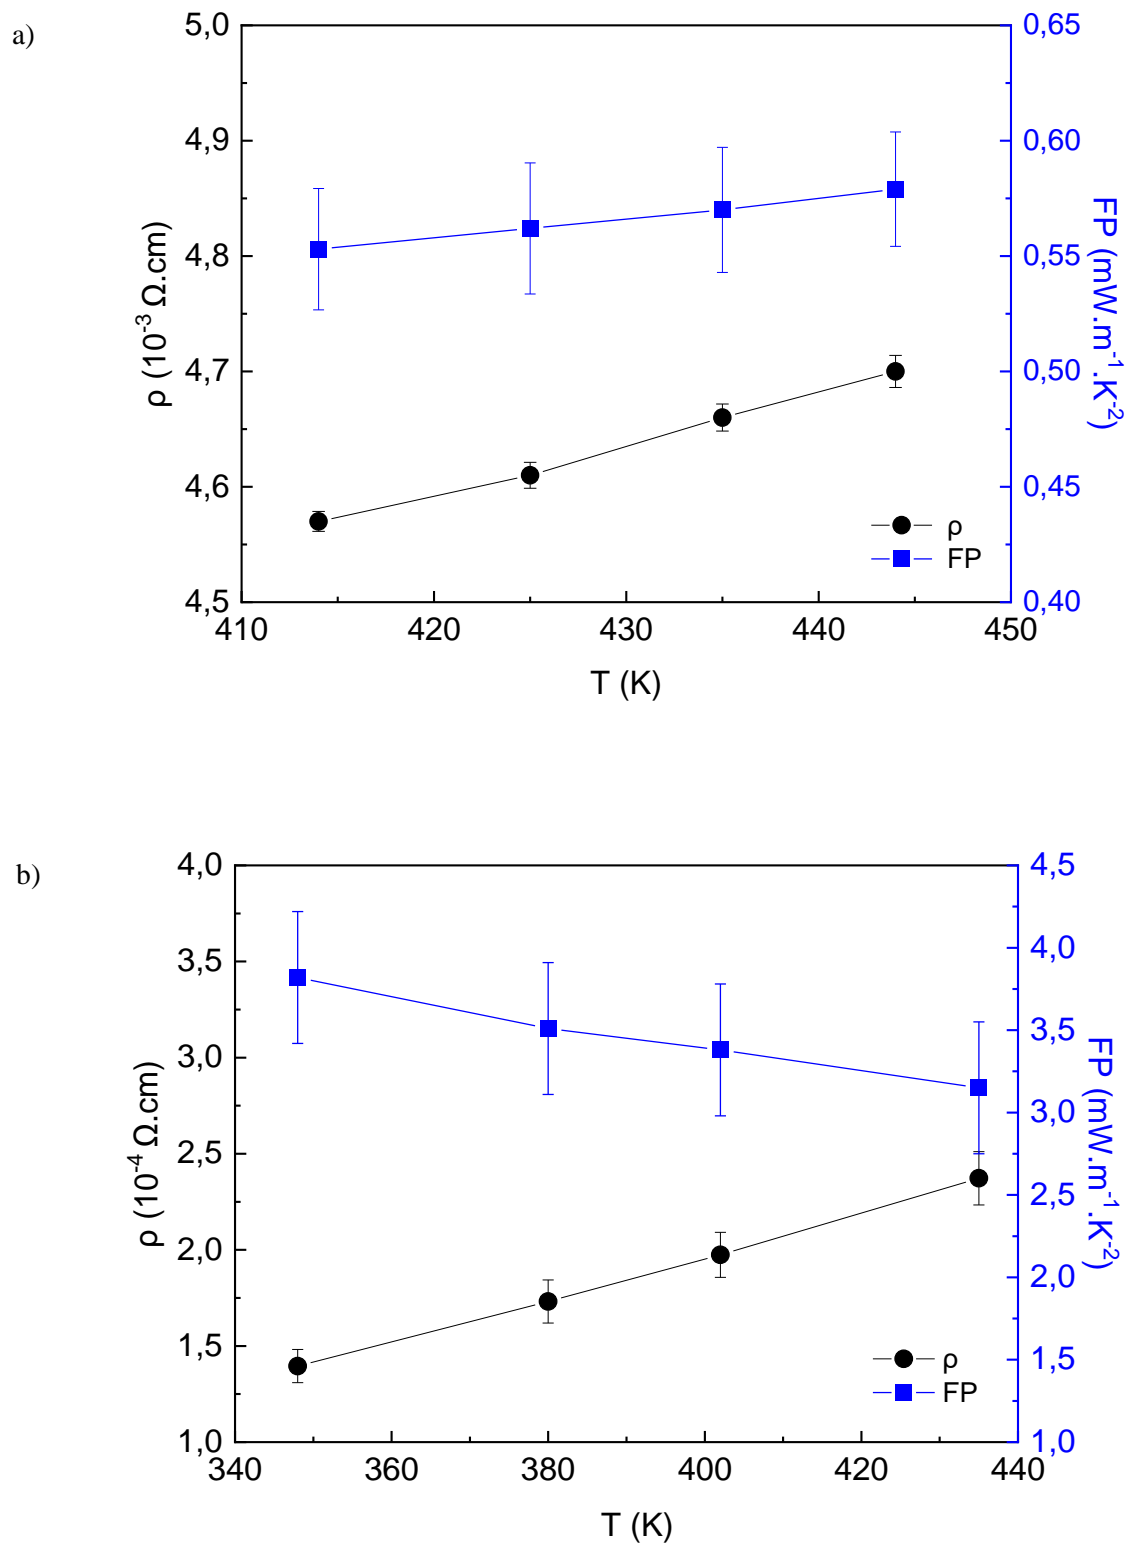 a)
5,0
4,9
4,8
4,7
4,6
4,5
ρ (10⁻³ Ω.cm)
0,65
0,60
0,55
0,50
0,45
0,40
FP (mW.m⁻¹.K⁻²)
ρ
FP
410 420 430 440 450
T (K)
b)
4,0
3,5
3,0
2,5
2,0
1,5
1,0
ρ (10⁻⁴ Ω.cm)
4,5
4,0
3,5
3,0
2,5
2,0
1,5
1,0
FP (mW.m⁻¹.K⁻²)
ρ
FP
340 360 380 400 420 440
T (K)